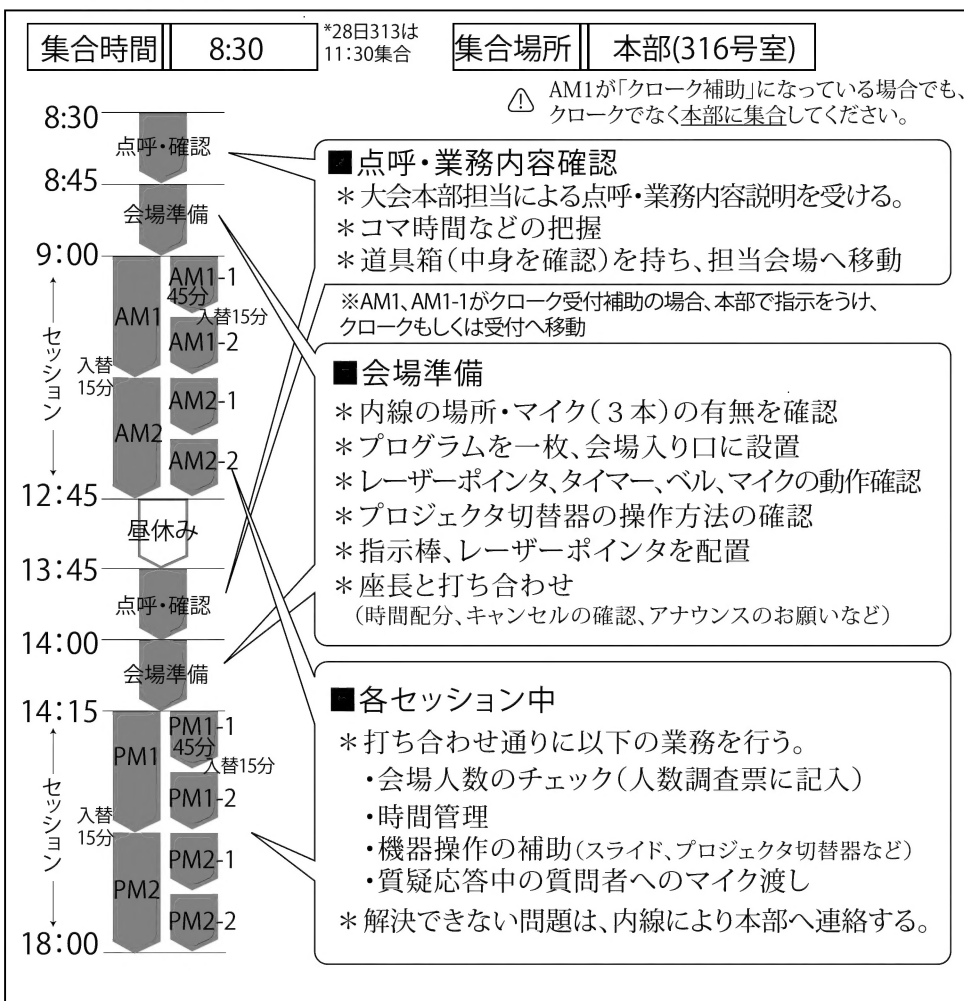 集合時間 8:30 *28日313は
11:30集合
集合場所 本部(316号室)
⚠ AM1が「クローク補助」になっている場合でも、
クロークでなく本部に集合してください。
8:30
点呼・確認
8:45
会場準備
9:00
セッション
AM1
AM1-1
45分
入替15分
AM1-2
入替
15分
AM2
AM2-1
AM2-2
12:45
昼休み
13:45
点呼・確認
14:00
会場準備
14:15
セッション
PM1
PM1-1
45分
入替15分
PM1-2
入替
15分
PM2
PM2-1
PM2-2
18:00
■点呼・業務内容確認
＊大会本部担当による点呼・業務内容説明を受ける。
＊コマ時間などの把握
＊道具箱(中身を確認)を持ち、担当会場へ移動
※AM1、AM1-1がクローク受付補助の場合、本部で指示をうけ、
クロークもしくは受付へ移動
■会場準備
＊内線の場所・マイク(3本)の有無を確認
＊プログラムを一枚、会場入り口に設置
＊レーザーポインタ、タイマー、ベル、マイクの動作確認
＊プロジェクタ切替器の操作方法の確認
＊指示棒、レーザーポインタを配置
＊座長と打ち合わせ
(時間配分、キャンセルの確認、アナウンスのお願いなど)
■各セッション中
＊打ち合わせ通りに以下の業務を行う。
・会場人数のチェック(人数調査票に記入)
・時間管理
・機器操作の補助(スライド、プロジェクタ切替器など)
・質疑応答中の質問者へのマイク渡し
＊解決できない問題は、内線により本部へ連絡する。